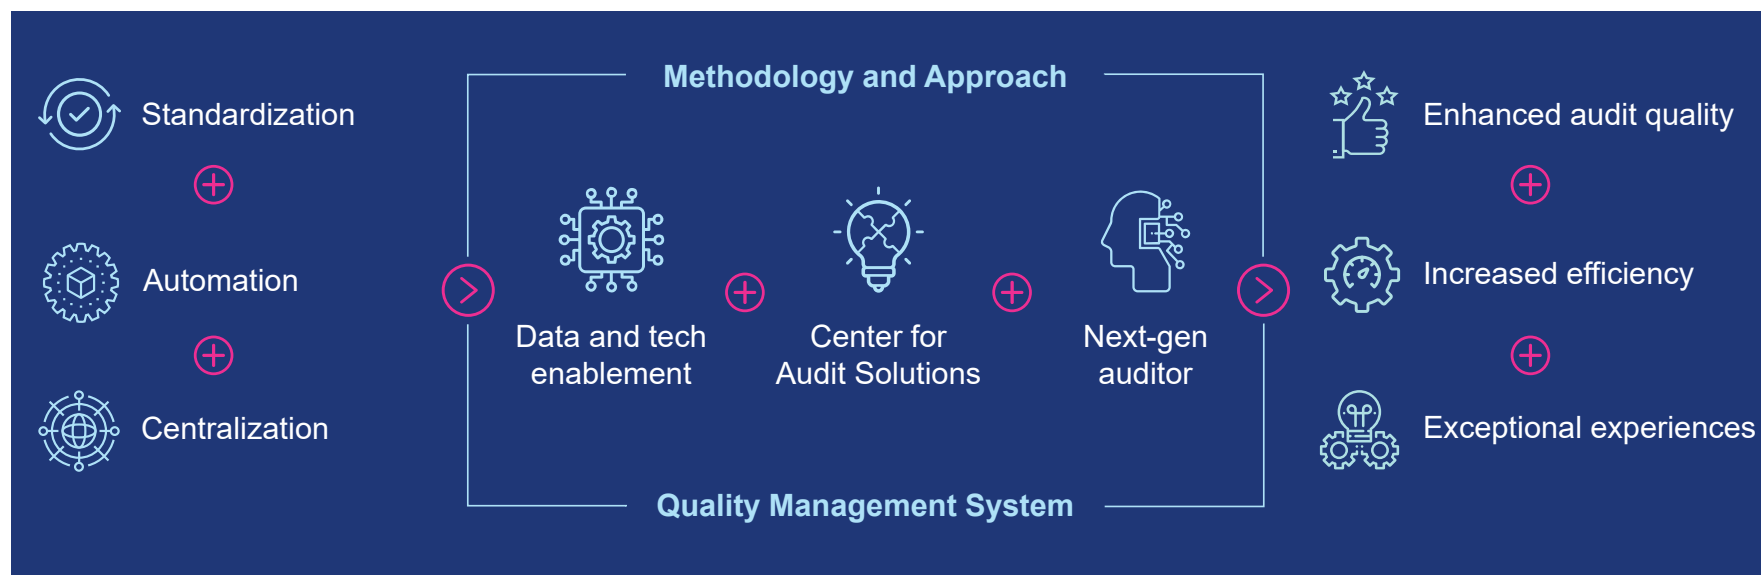 Standardization
Automation
Centralization
Methodology and Approach
Data and tech
enablement
Center for
Audit Solutions
Next-gen
auditor
Quality Management System
Enhanced audit quality
Increased efficiency
Exceptional experiences